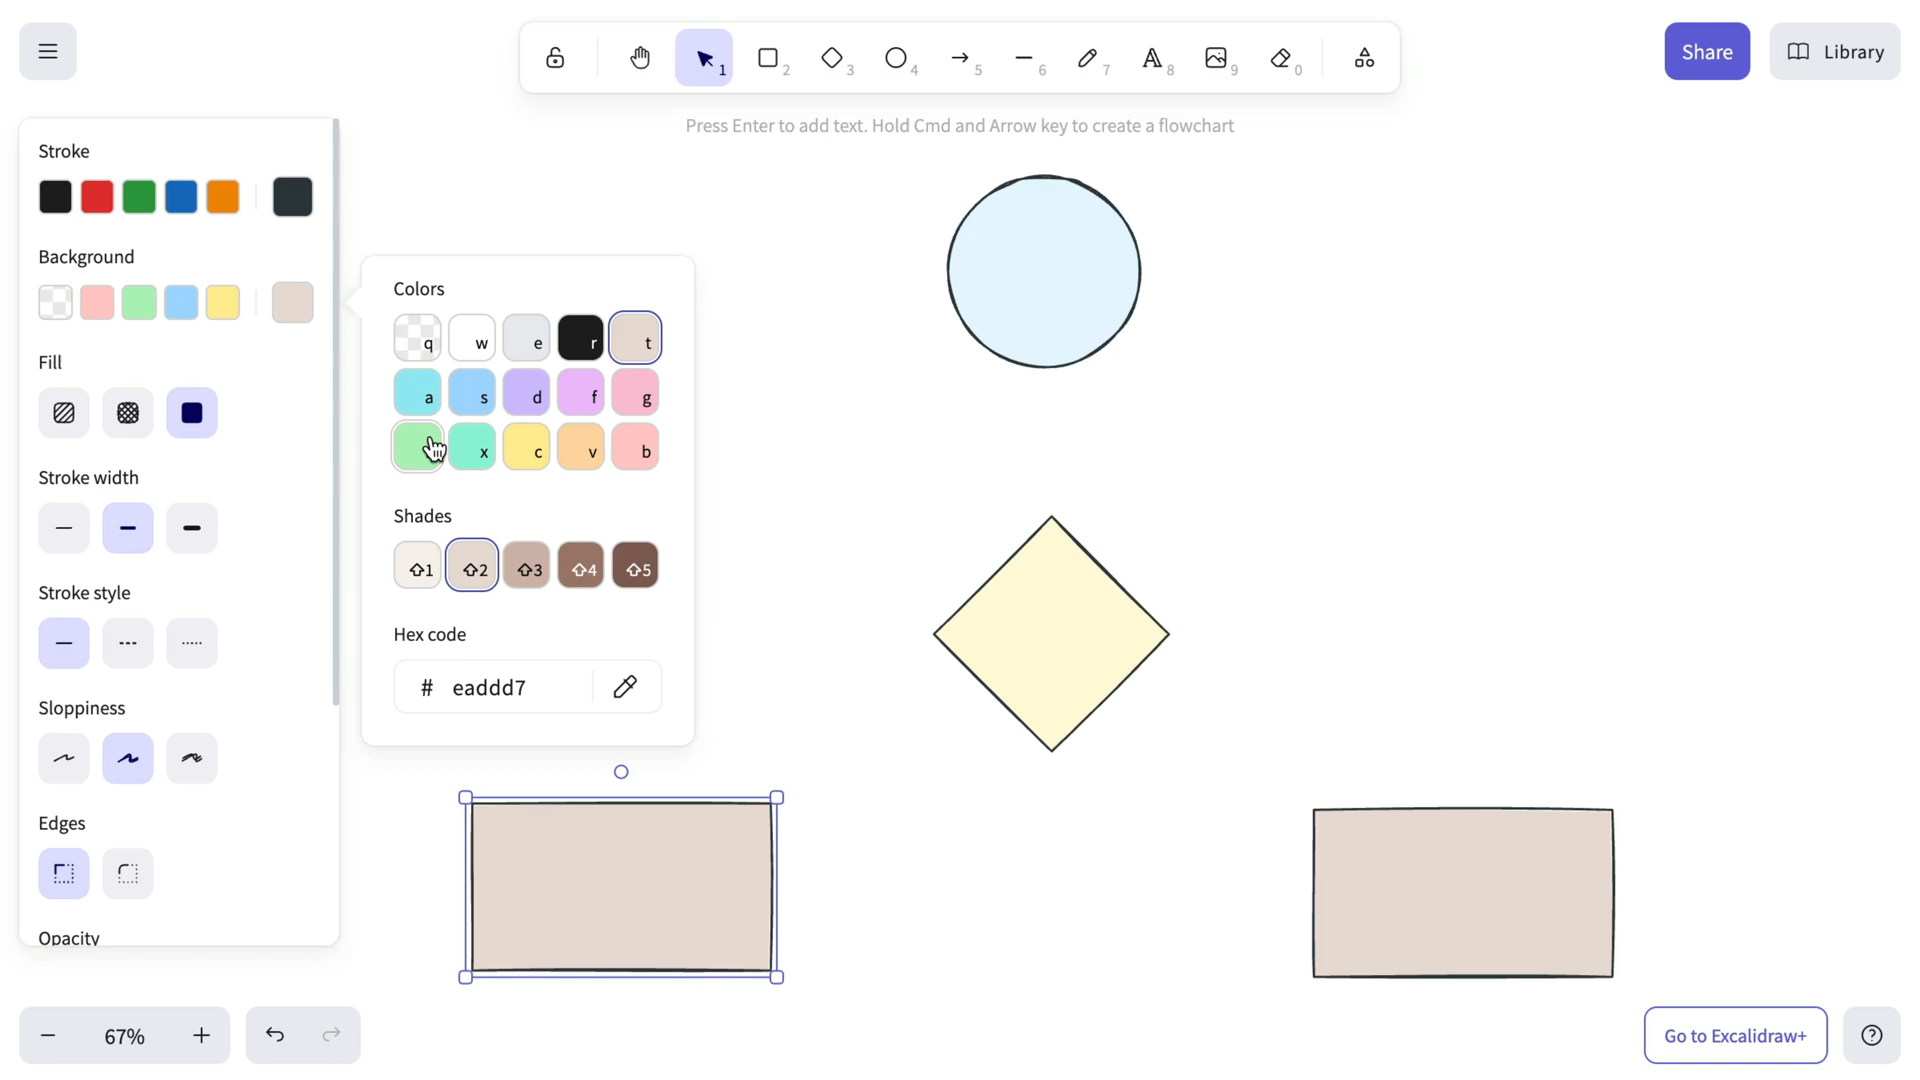 1
2
3
4
5
6
7
8
9
0
Share
Library
Press Enter to add text. Hold Cmd and Arrow key to create a flowchart
Stroke
Background
Fill
Stroke width
Stroke style
Sloppiness
Edges
Opacity
Colors
q w e r t
a s d f g
x c v b
Shades
⇧1 ⇧2 ⇧3 ⇧4 ⇧5
Hex code
# eaddd7
67%
Go to Excalidraw+